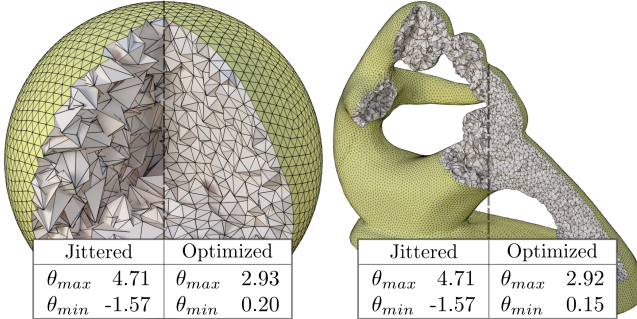 Jittered Optimized
θmax 4.71 θmax 2.93
θmin -1.57 θmin 0.20
Jittered Optimized
θmax 4.71 θmax 2.92
θmin -1.57 θmin 0.15